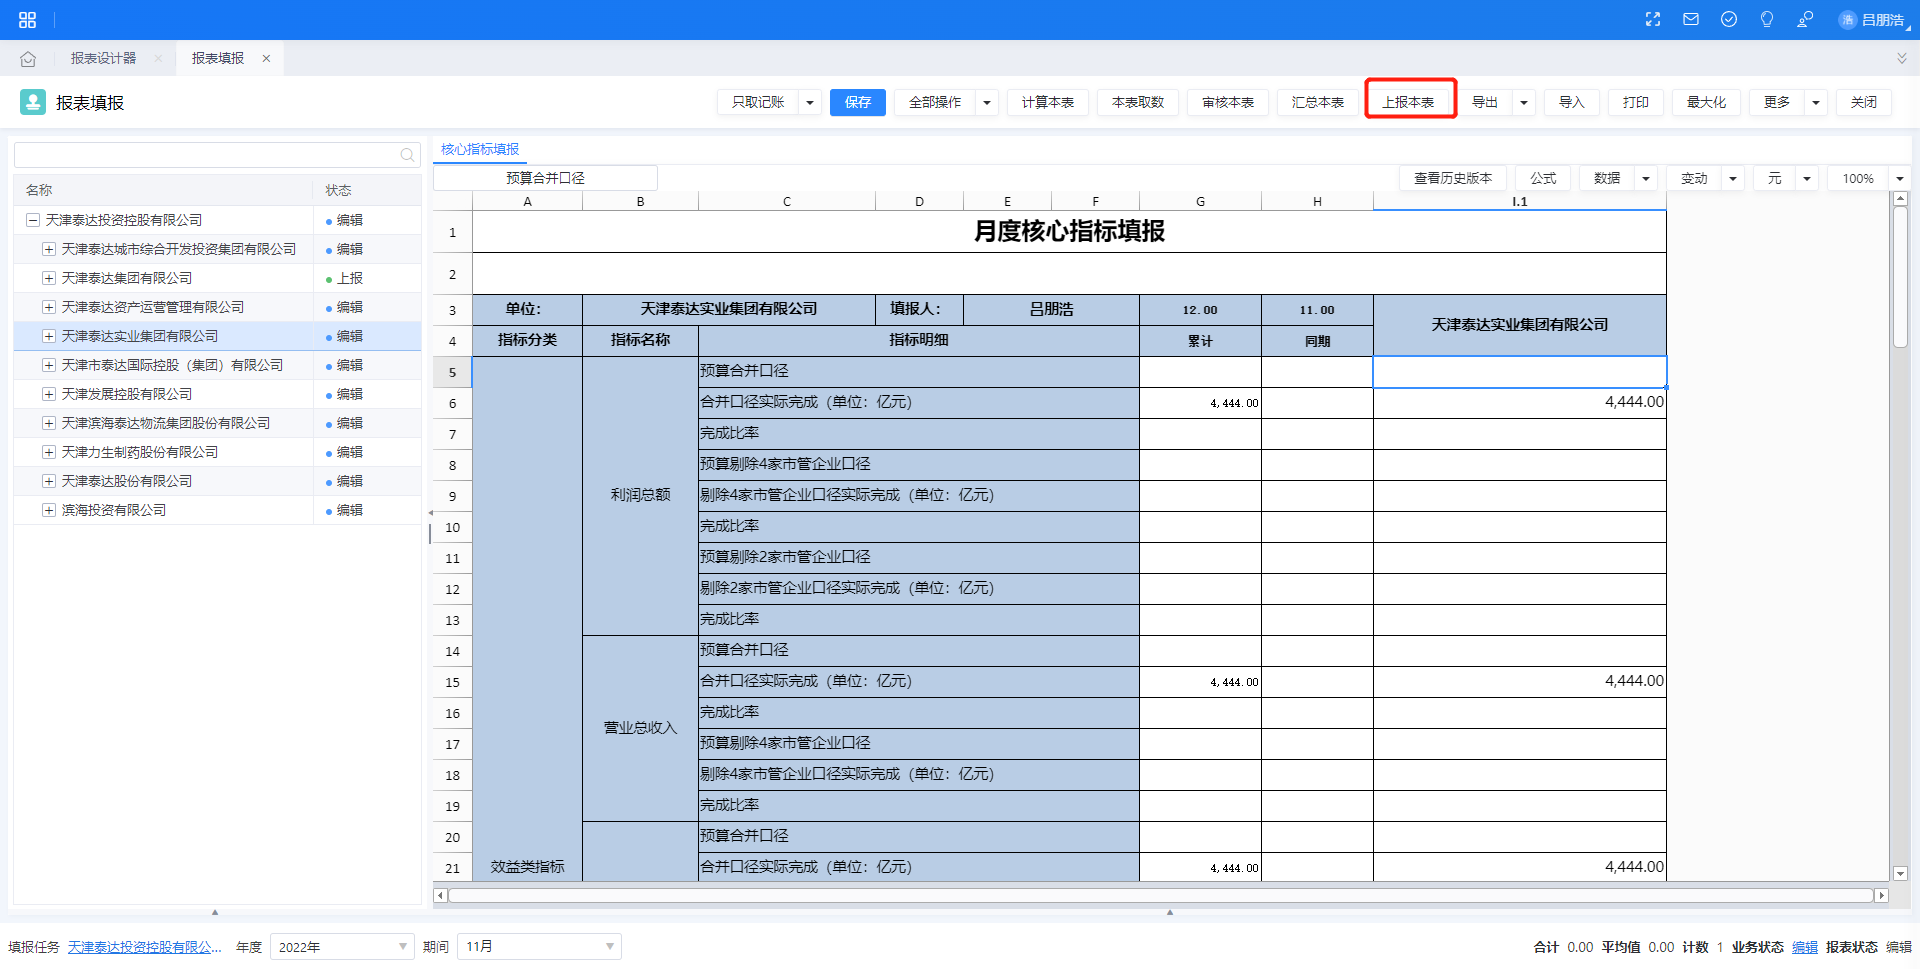 浩 吕朋浩
报表设计器 报表填报
报表填报 只取记账 保存 全部操作 计算本表 本表取数 审核本表 汇总本表 上报本表 导出 导入 打印 最大化 更多 关闭
核心指标填报
预算合并口径 查看历史版本 公式 数据 变动 元 100%
名称 状态
天津泰达投资控股有限公司 编辑
天津泰达城市综合开发投资集团有限公司 编辑
天津泰达集团有限公司 上报
天津泰达资产运营管理有限公司 编辑
天津泰达实业集团有限公司 编辑
天津市泰达国际控股（集团）有限公司 编辑
天津发展控股有限公司 编辑
天津滨海泰达物流集团股份有限公司 编辑
天津力生制药股份有限公司 编辑
天津泰达股份有限公司 编辑
滨海投资有限公司 编辑
A B C D E F G H I.1
1 月度核心指标填报
2
3 单位： 天津泰达实业集团有限公司 填报人： 吕朋浩 12.00 11.00 天津泰达实业集团有限公司
4 指标分类 指标名称 指标明细 累计 同期
5 预算合并口径
6 合并口径实际完成（单位：亿元） 4,444.00 4,444.00
7 完成比率
8 预算剔除4家市管企业口径
9 利润总额 剔除4家市管企业口径实际完成（单位：亿元）
10 完成比率
11 预算剔除2家市管企业口径
12 剔除2家市管企业口径实际完成（单位：亿元）
13 完成比率
14 预算合并口径
15 合并口径实际完成（单位：亿元） 4,444.00 4,444.00
16 完成比率
营业总收入
17 预算剔除4家市管企业口径
18 剔除4家市管企业口径实际完成（单位：亿元）
19 完成比率
20 预算合并口径
21 效益类指标 合并口径实际完成（单位：亿元） 4,444.00 4,444.00
填报任务 天津泰达投资控股有限公... 年度 2022年 期间 11月 合计 0.00 平均值 0.00 计数 1 业务状态 编辑 报表状态 编辑